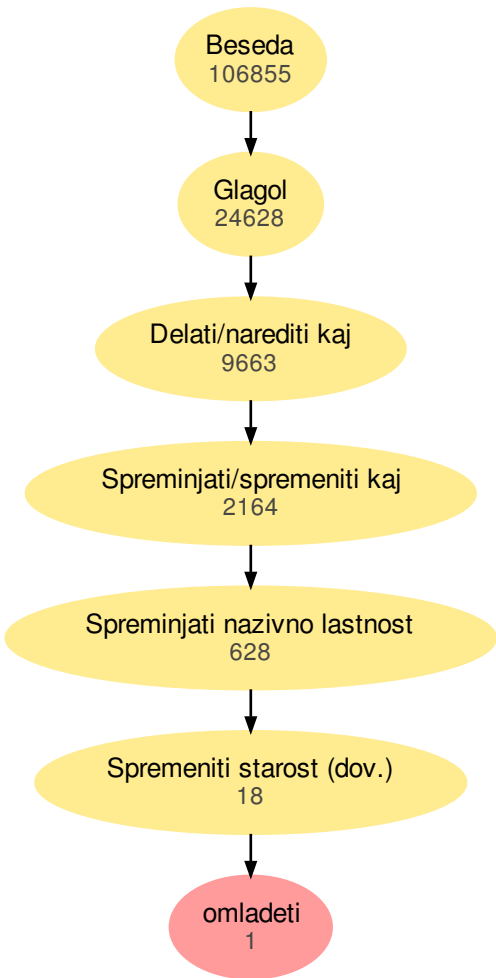 Beseda
106855
Glagol
24628
Delati/narediti kaj
9663
Spreminjati/spremeniti kaj
2164
Spreminjati nazivno lastnost
628
Spremeniti starost (dov.)
18
omladeti
1